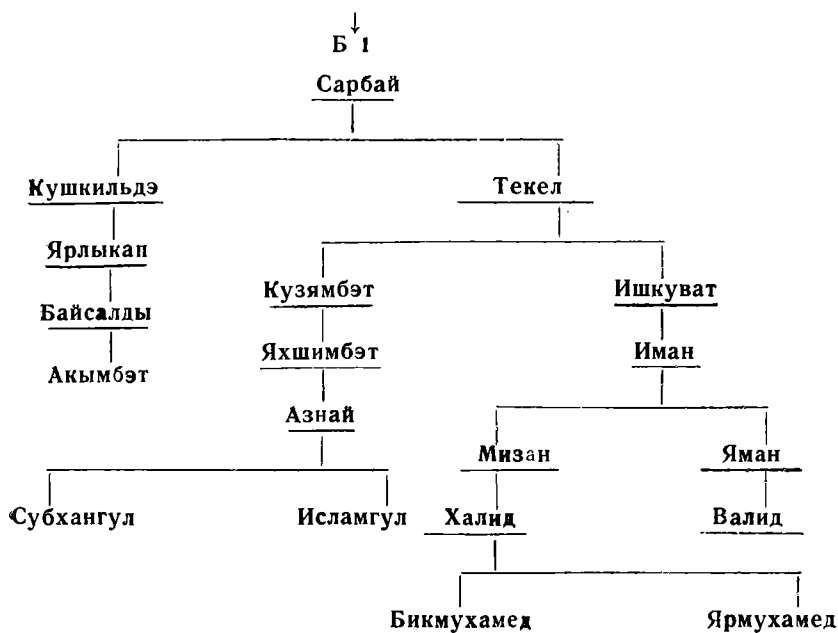 Б 1
Сарбай
Кушкильдэ Текел
Ярлыкап
Кузямбэт Ишкуват
Байсалды
Яхшимбэт Иман
Акымбэт
Азнай
Мизан Яман
Субхангул Исламгул Халид Валид
Бикмухамед Ярмухамед